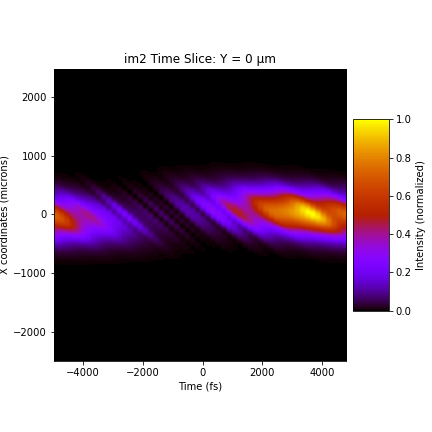 im2 Time Slice: Y = 0 μm
2000
1000
0
−1000
−2000
X coordinates (microns)
−4000 −2000 0 2000 4000
Time (fs)
1.0
0.8
0.6
0.4
0.2
0.0
Intensity (normalized)